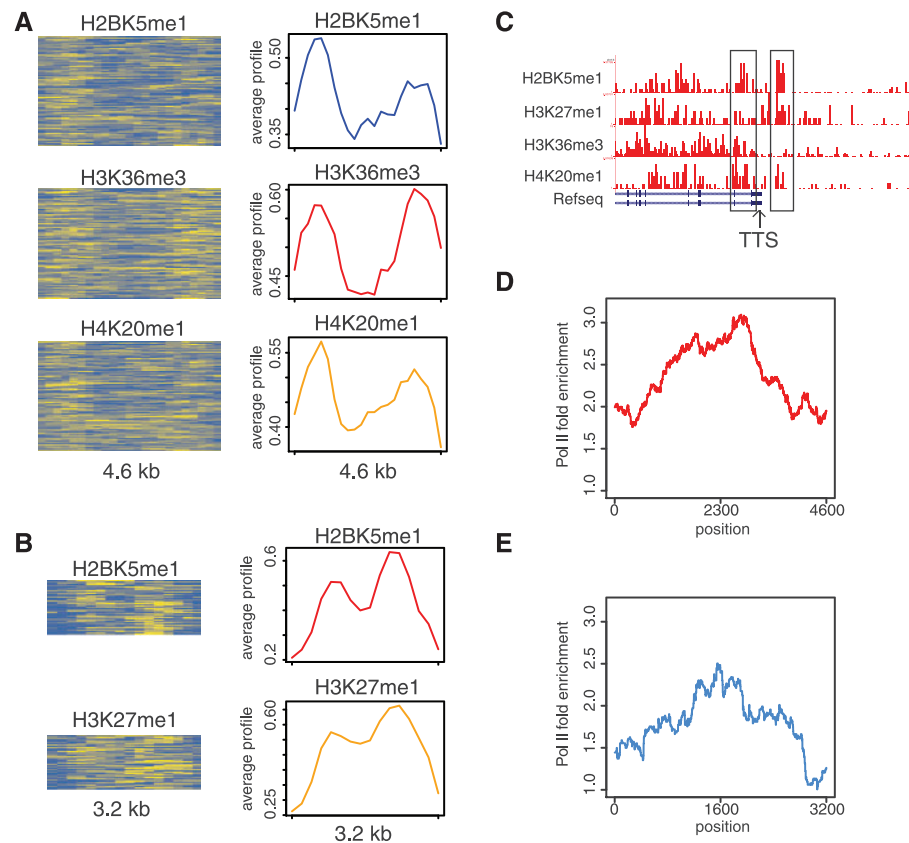 A
H2BK5me1
H2BK5me1
average profile
0.50
0.35
H3K36me3
H3K36me3
average profile
0.60
0.45
H4K20me1
H4K20me1
average profile
0.55
0.40
4.6 kb
4.6 kb
B
H2BK5me1
H2BK5me1
average profile
0.6
0.2
H3K27me1
H3K27me1
average profile
0.60
0.25
3.2 kb
3.2 kb
C
H2BK5me1
H3K27me1
H3K36me3
H4K20me1
Refseq
TTS
D
Pol II fold enrichment
3.0
2.5
2.0
1.5
1.0
0 2300 4600
position
E
Pol II fold enrichment
3.0
2.5
2.0
1.5
1.0
0 1600 3200
position